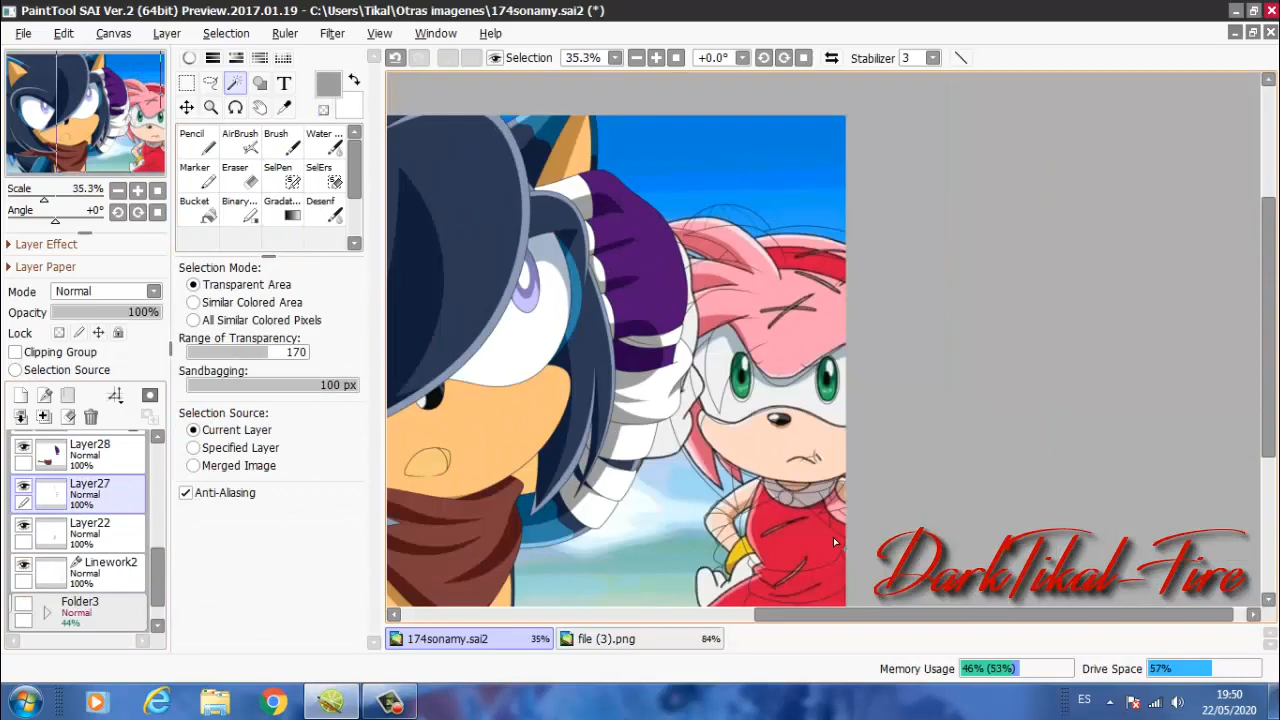 PaintTool SAI Ver.2 (64bit) Preview.2017.01.19 - C:\Users\Tikal\Otras imagenes\174sonamy.sai2 (*)
File Edit Canvas Layer Selection Ruler Filter View Window Help
Selection 35.3% +0.0° Stabilizer 3
T
Scale 35.3%
Angle +0°
Layer Effect
Layer Paper
Mode Normal
Opacity 100%
Lock
Clipping Group
Selection Source
Layer28
Normal
100%
Layer27
Normal
100%
Layer22
Normal
100%
Linework2
Normal
100%
Folder3
Normal
44%
Pencil AirBrush Brush Water ...
Marker Eraser SelPen SelErs
Bucket Binary... Gradat... Desenf
Selection Mode:
Transparent Area
Similar Colored Area
All Similar Colored Pixels
Range of Transparency:
170
Sandbagging:
100 px
Selection Source:
Current Layer
Specified Layer
Merged Image
Anti-Aliasing
DarkTikal-Fire
174sonamy.sai2 35% file (3).png 84%
Memory Usage 46% (53%) Drive Space 57%
ES
19:50
22/05/2020